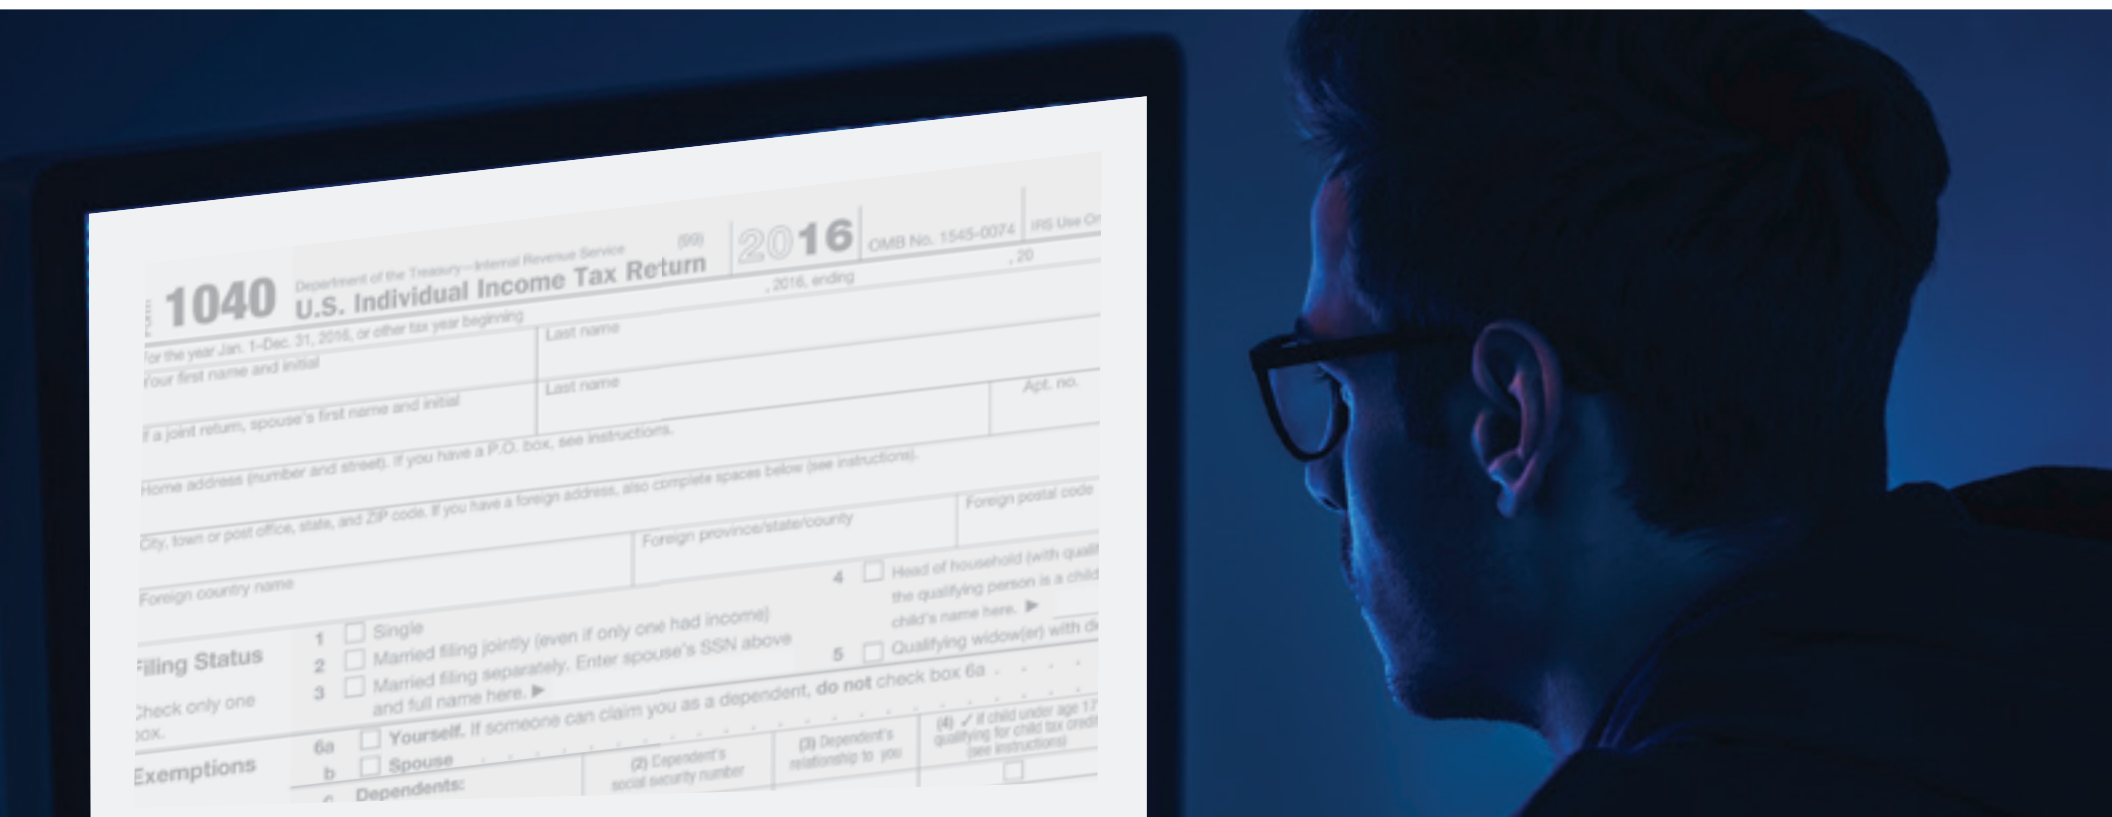 Form 1040
Department of the Treasury—Internal Revenue Service (99)
U.S. Individual Income Tax Return
2016
OMB No. 1545-0074
IRS Use On
For the year Jan. 1–Dec. 31, 2016, or other tax year beginning
, 2016, ending
, 20
Your first name and initial
Last name
If a joint return, spouse's first name and initial
Last name
Home address (number and street). If you have a P.O. box, see instructions.
Apt. no.
City, town or post office, state, and ZIP code. If you have a foreign address, also complete spaces below (see instructions).
Foreign country name
Foreign province/state/county
Foreign postal code
Filing Status
Check only one
box.
1 Single
2 Married filing jointly (even if only one had income)
3 Married filing separately. Enter spouse's SSN above
and full name here. ▶
4 Head of household (with quali
the qualifying person is a child
child's name here. ▶
5 Qualifying widow(er) with de
Exemptions
6a Yourself. If someone can claim you as a dependent, do not check box 6a . . . .
b Spouse . . . . . . . . . . . . . . .
c Dependents:
(2) Dependent's
social security number
(3) Dependent's
relationship to you
(4) ✓ if child under age 17
qualifying for child tax credit
(see instructions)